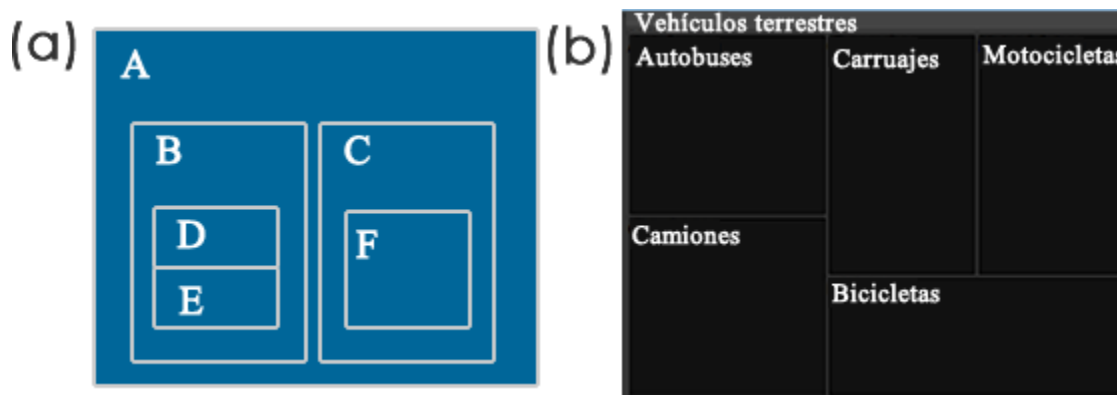 (a)
A
B
C
D
E
F
(b)
Vehículos terrestres
Autobuses
Carruajes
Motocicletas
Camiones
Bicicletas